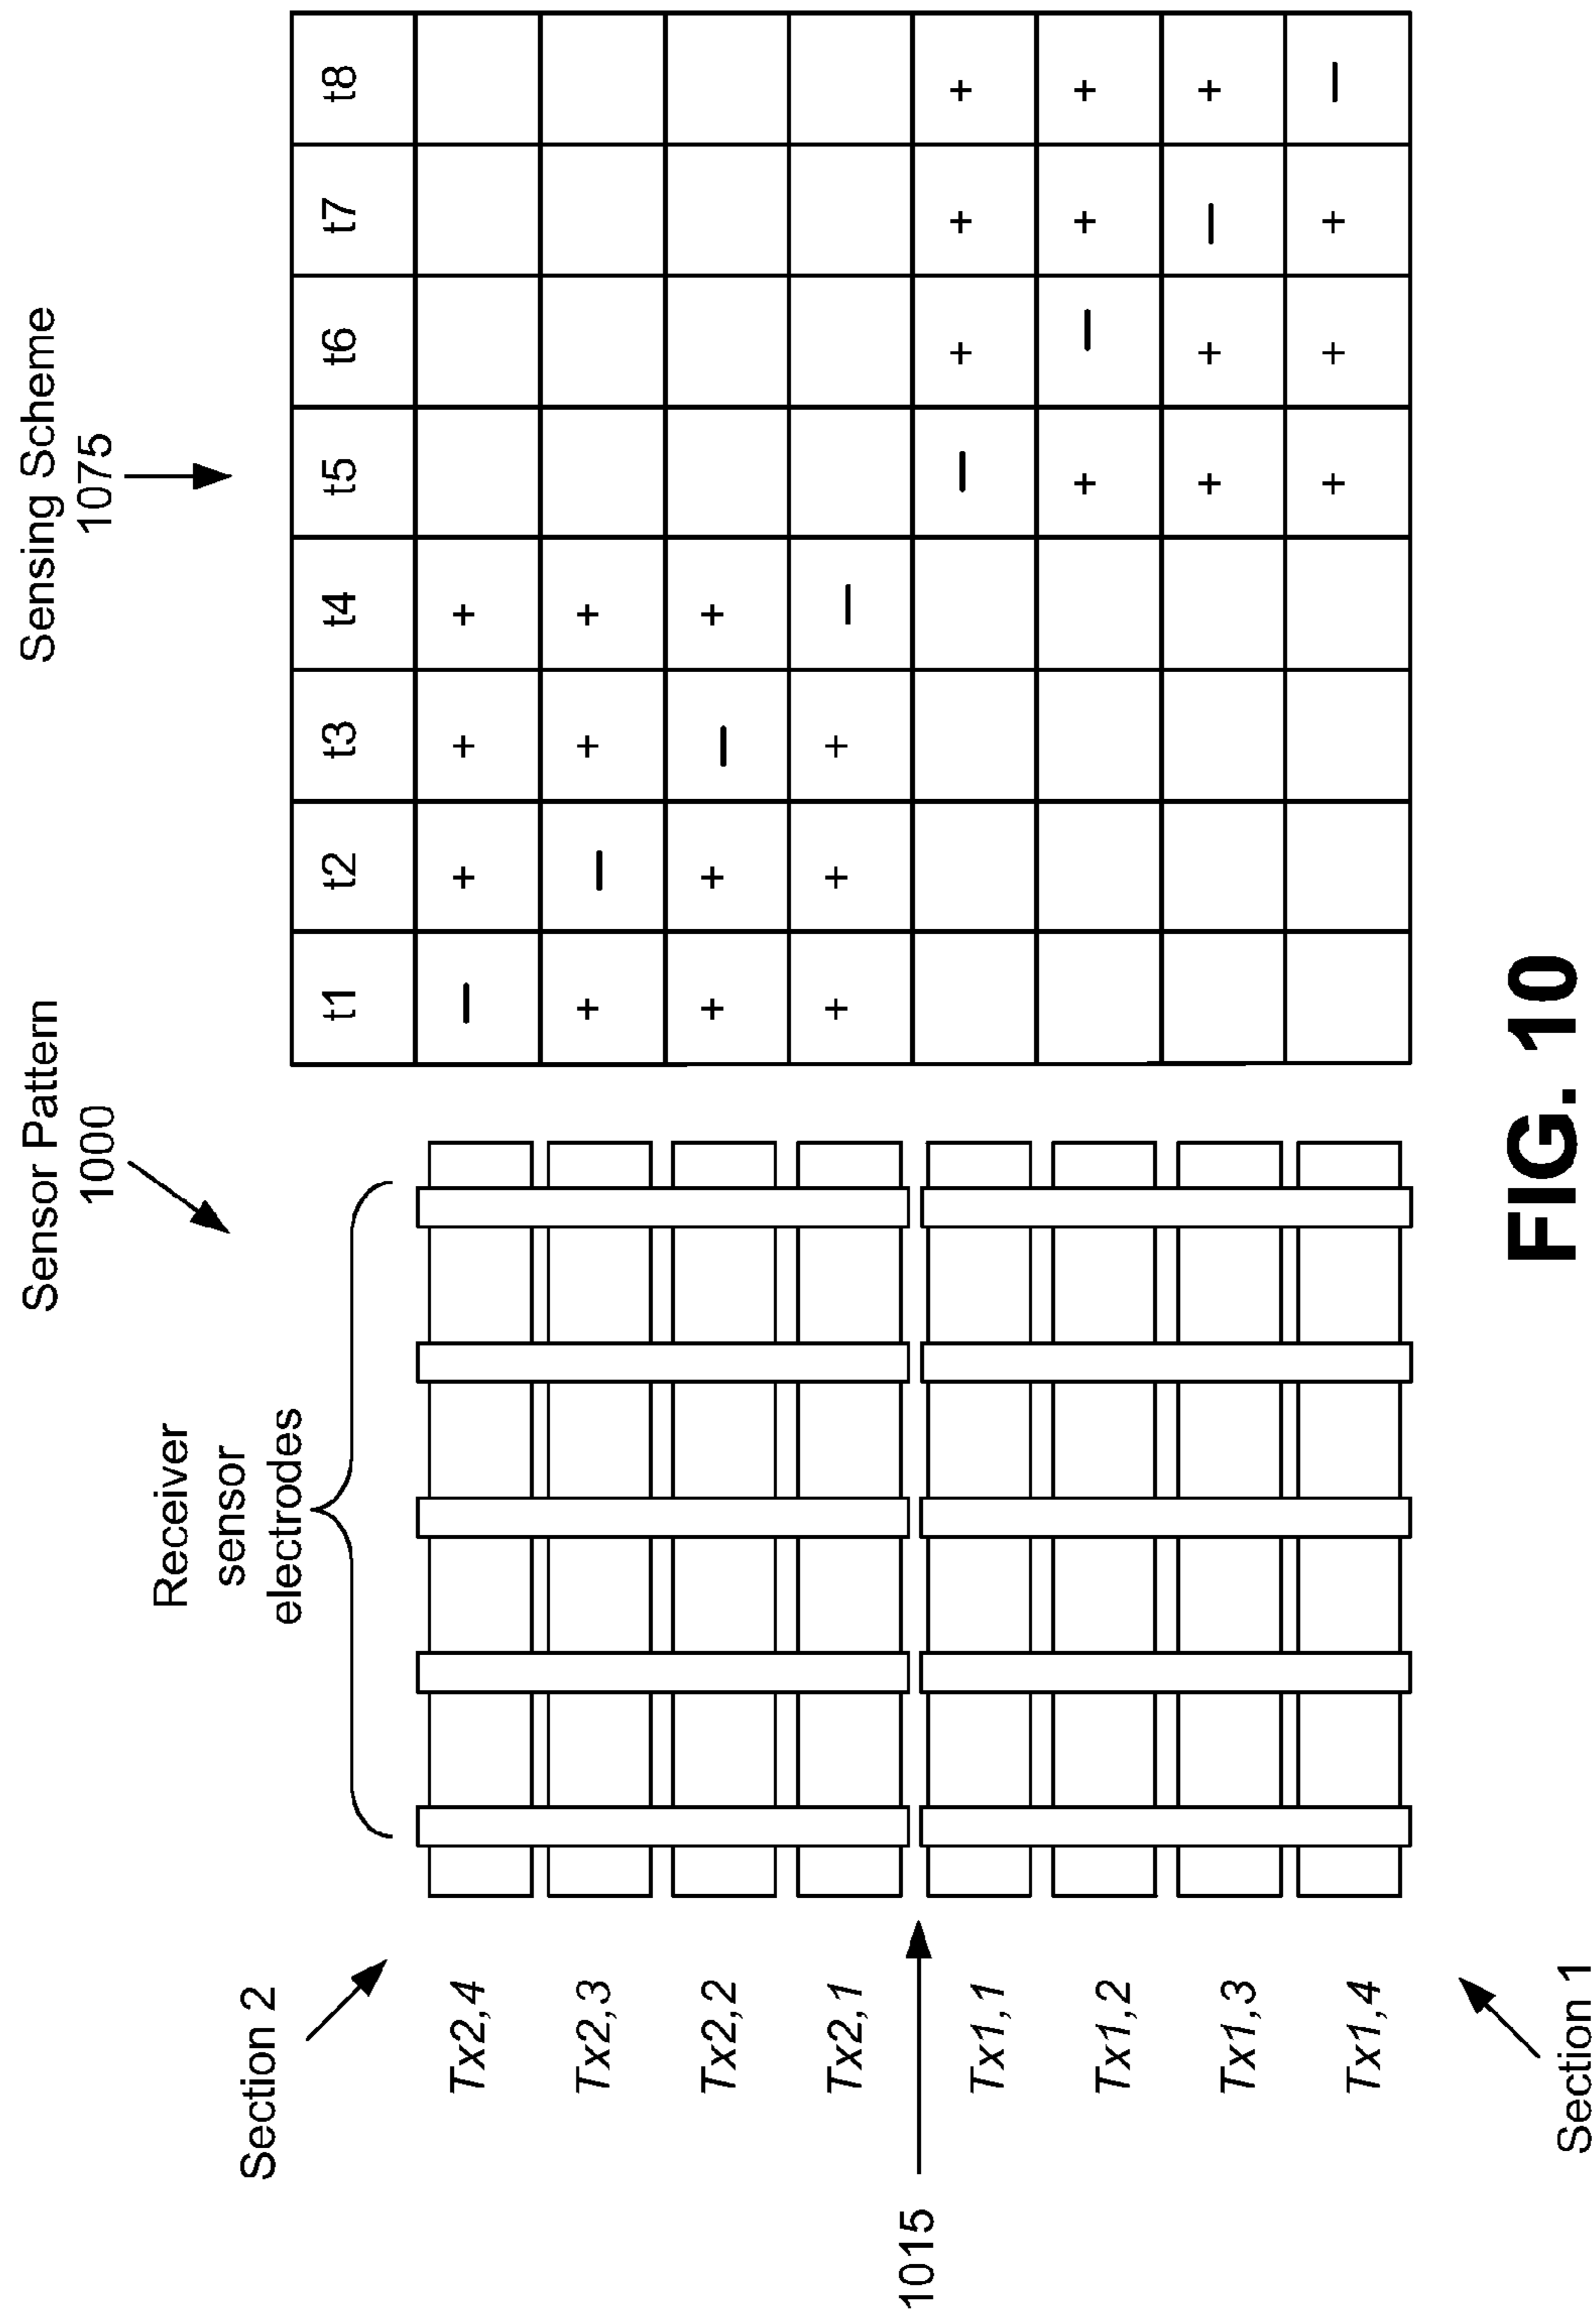 Sensor Pattern
1000
Sensing Scheme
1075
Receiver
sensor
electrodes
Section 2
t1 t2 t3 t4 t5 t6 t7 t8
Tx2,4 − + + +
Tx2,3 + − + +
Tx2,2 + + − +
Tx2,1 + + + −
1015
Tx1,1 − + + +
Tx1,2 + − + +
Tx1,3 + + − +
Tx1,4 + + + −
Section 1
FIG. 10